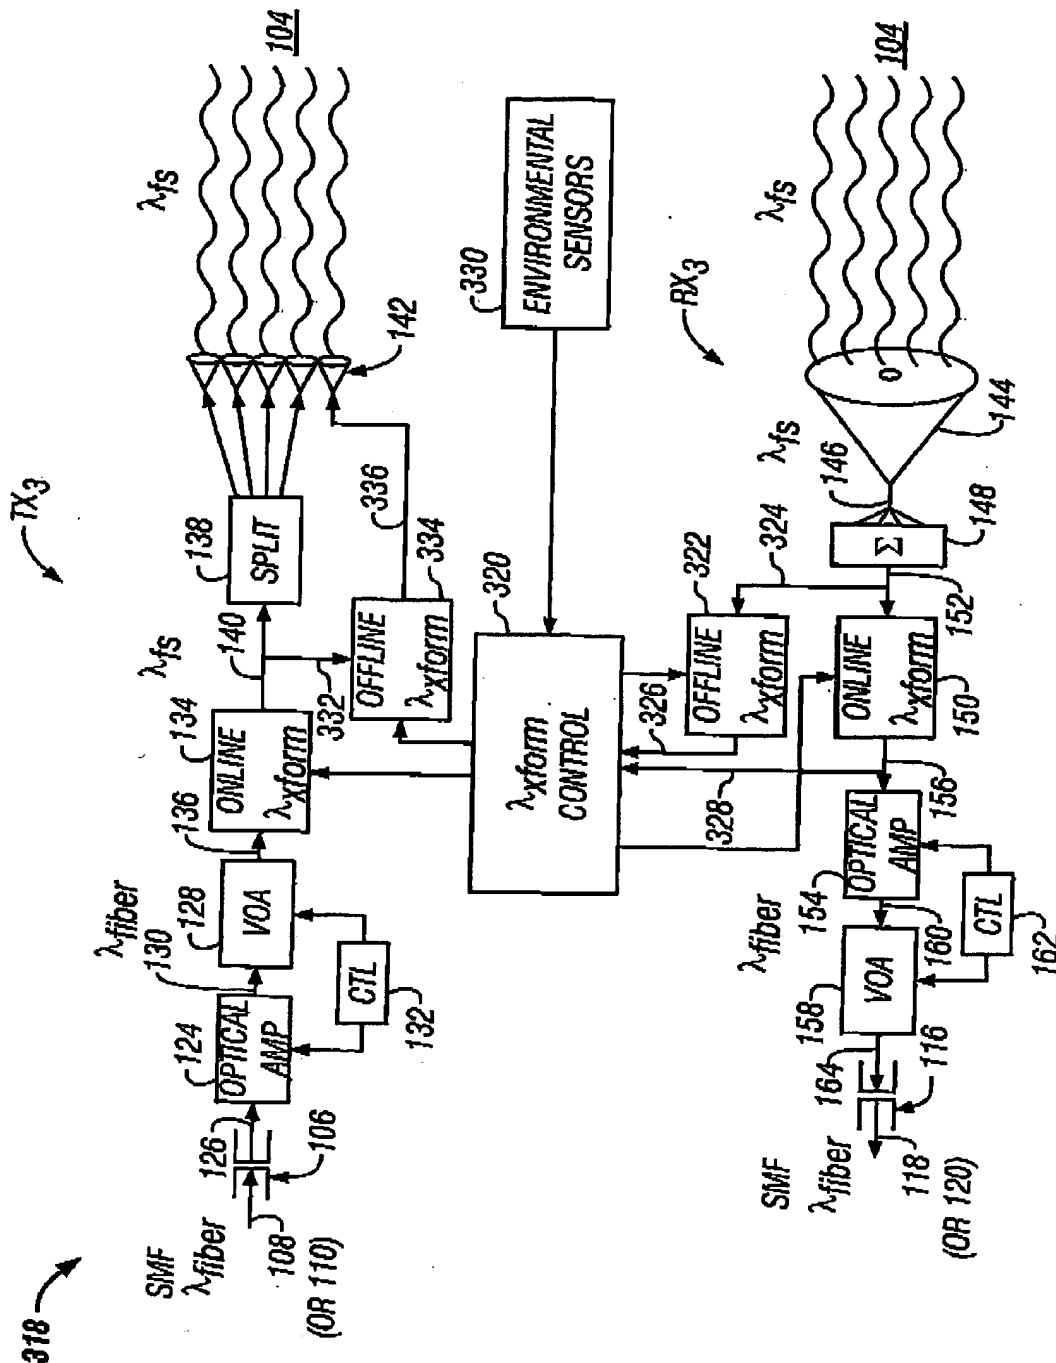 318
TX3
SMF
λfiber
108
(OR 110)
106
126
124
OPTICAL
AMP
130
λfiber
128
VOA
CTL
132
136
134
ONLINE
λxform
λfs
140
332
138
SPLIT
OFFLINE
λxform
334
336
142
λfs
104
320
λxform
CONTROL
330
ENVIRONMENTAL
SENSORS
RX3
λfs
104
O
144
λfs
146
148
Σ
152
324
322
OFFLINE
λxform
326
328
ONLINE
λxform
150
156
OPTICAL
AMP
154
160
λfiber
158
VOA
CTL
162
164
116
SMF
λfiber
118
(OR 120)